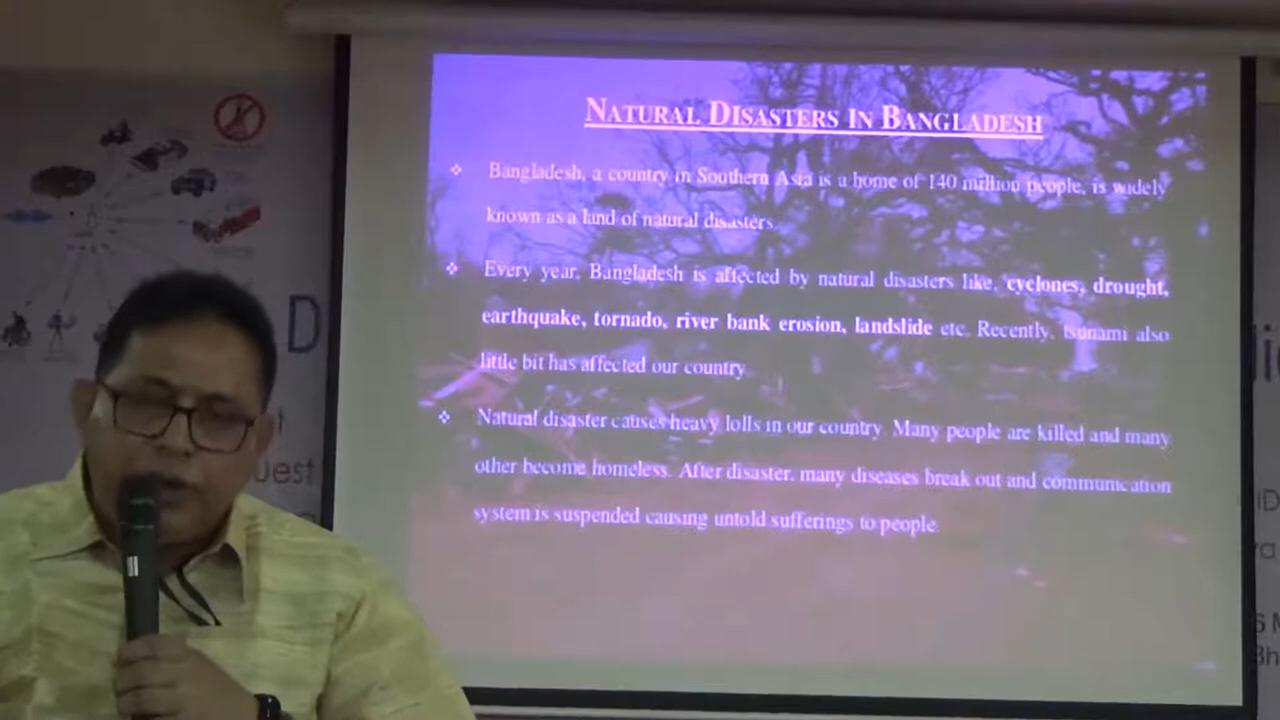 NATURAL DISASTERS IN BANGLADESH
❖ Bangladesh, a country in Southern Asia is a home of 140 million people, is widely
known as a land of natural disasters.
❖ Every year, Bangladesh is affected by natural disasters like, cyclones, drought,
earthquake, tornado, river bank erosion, landslide etc. Recently, tsunami also
little bit has affected our country
❖ Natural disaster causes heavy lolls in our country. Many people are killed and many
other become homeless. After disaster, many diseases break out and communication
system is suspended causing untold sufferings to people.
D
uest